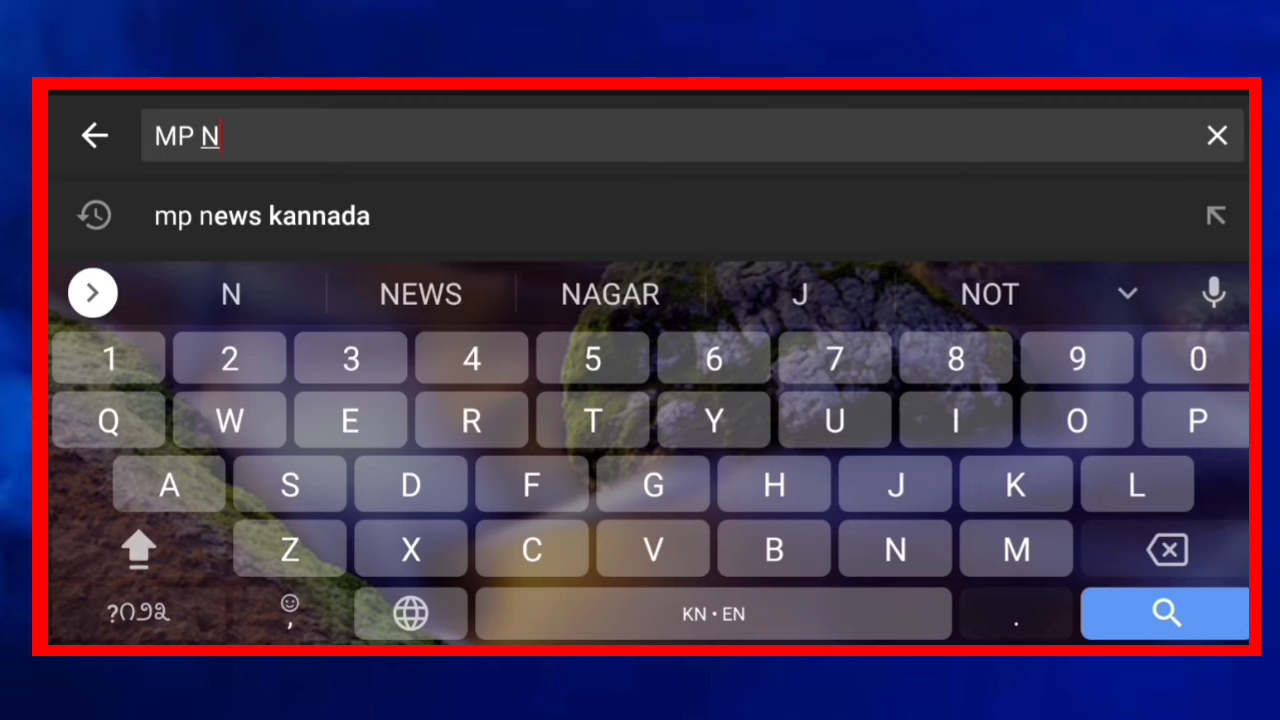 MP N
mp news kannada
N NEWS NAGAR J NOT
1 2 3 4 5 6 7 8 9 0
Q W E R T Y U I O P
A S D F G H J K L
Z X C V B N M
?೧೨೩ , KN • EN .